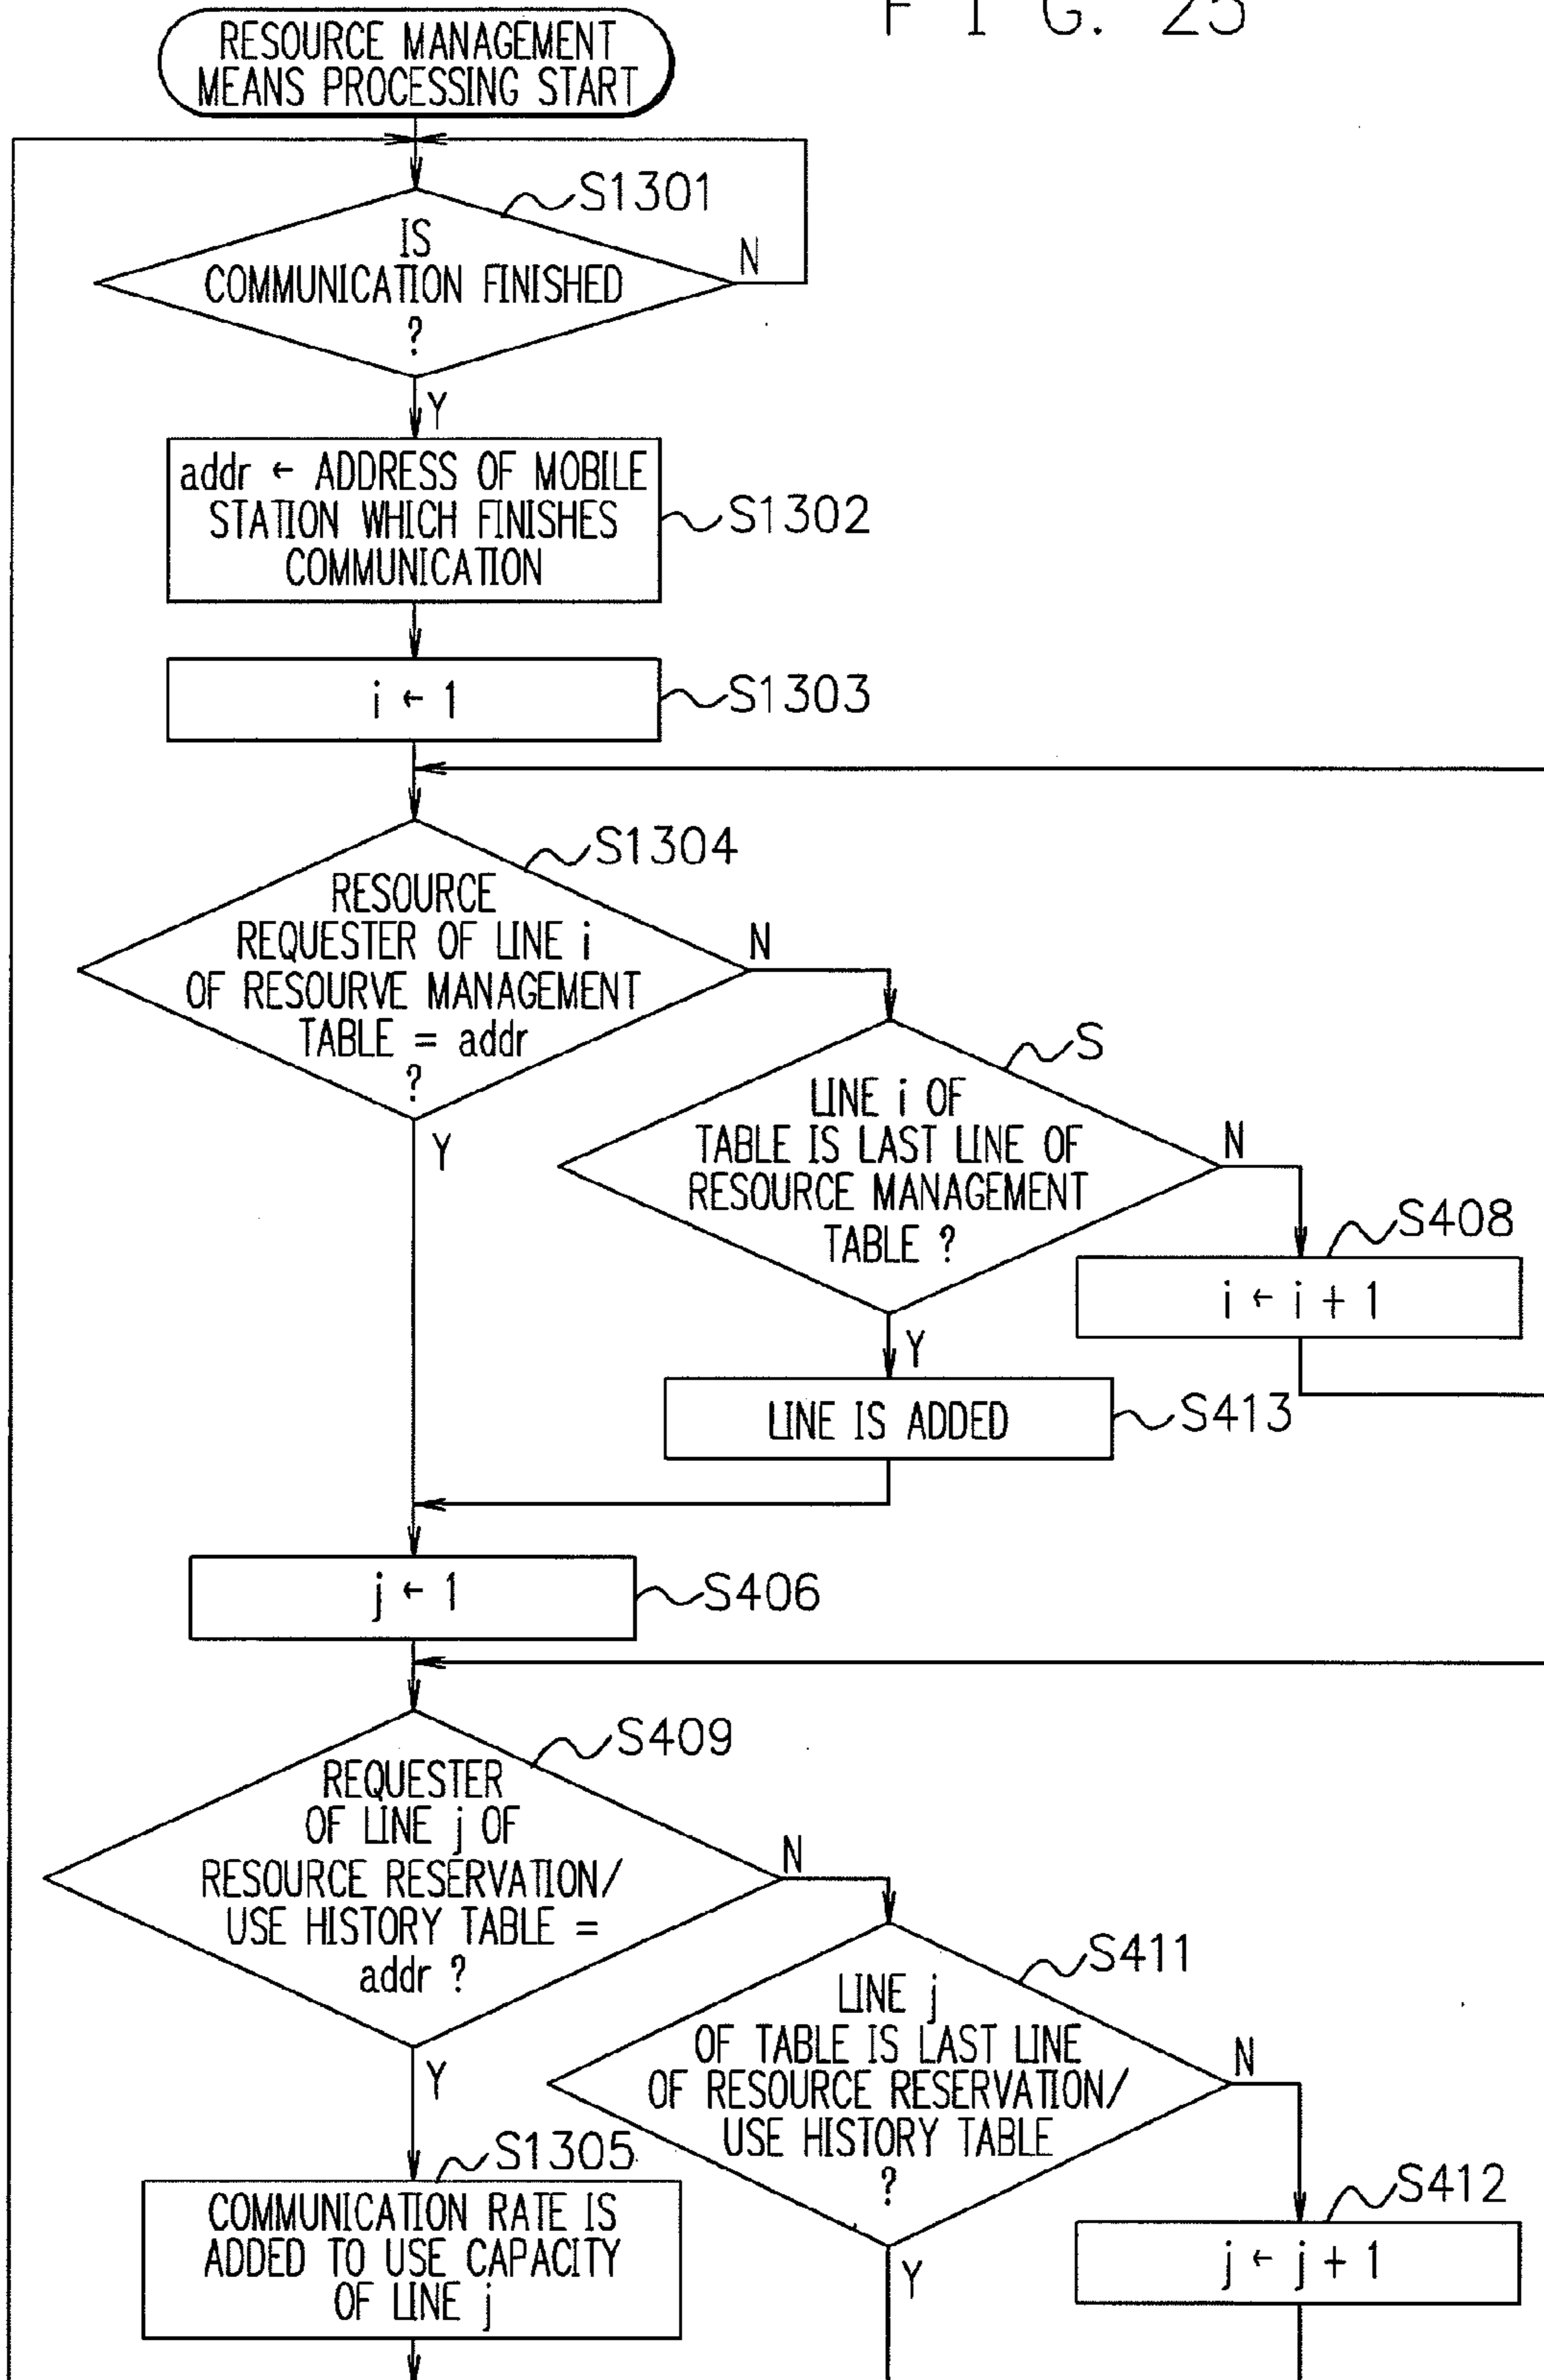 F I G. 25
RESOURCE MANAGEMENT
MEANS PROCESSING START
S1301
IS
COMMUNICATION FINISHED
?
N
Y
addr ← ADDRESS OF MOBILE
STATION WHICH FINISHES
COMMUNICATION
S1302
i ← 1
S1303
S1304
RESOURCE
REQUESTER OF LINE i
OF RESOURVE MANAGEMENT
TABLE = addr
?
N
Y
S
LINE i OF
TABLE IS LAST LINE OF
RESOURCE MANAGEMENT
TABLE ?
N
Y
S408
i ← i + 1
LINE IS ADDED
S413
j ← 1
S406
S409
REQUESTER
OF LINE j OF
RESOURCE RESERVATION/
USE HISTORY TABLE =
addr ?
N
Y
S411
LINE j
OF TABLE IS LAST LINE
OF RESOURCE RESERVATION/
USE HISTORY TABLE
?
N
Y
S1305
COMMUNICATION RATE IS
ADDED TO USE CAPACITY
OF LINE j
S412
j ← j + 1